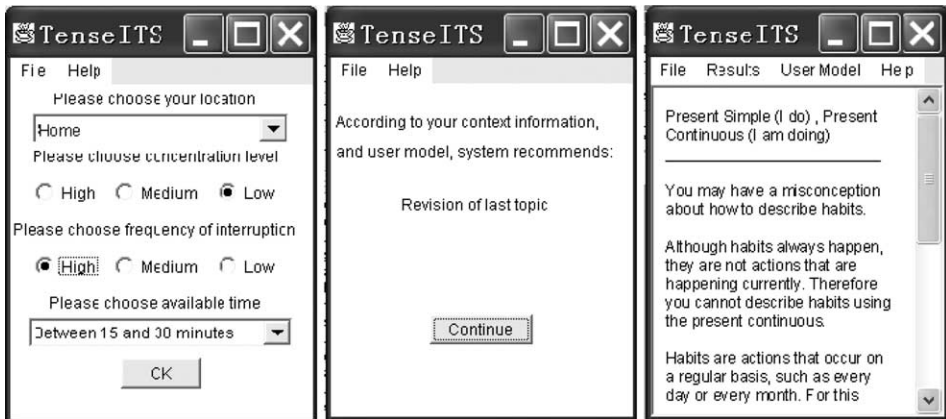 TenseITS
File Help
Please choose your location
Home
Please choose concentration level
High Medium Low
Please choose frequency of interruption
High Medium Low
Please choose available time
Between 15 and 30 minutes
OK
TenseITS
File Help
According to your context information,
and user model, system recommends:
Revision of last topic
Continue
TenseITS
File Results User Model Help
Present Simple (I do) , Present
Continuous (I am doing)
You may have a misconception
about how to describe habits.
Although habits always happen,
they are not actions that are
happening currently. Therefore
you cannot describe habits using
the present continuous.
Habits are actions that occur on
a regular basis, such as every
day or every month. For this